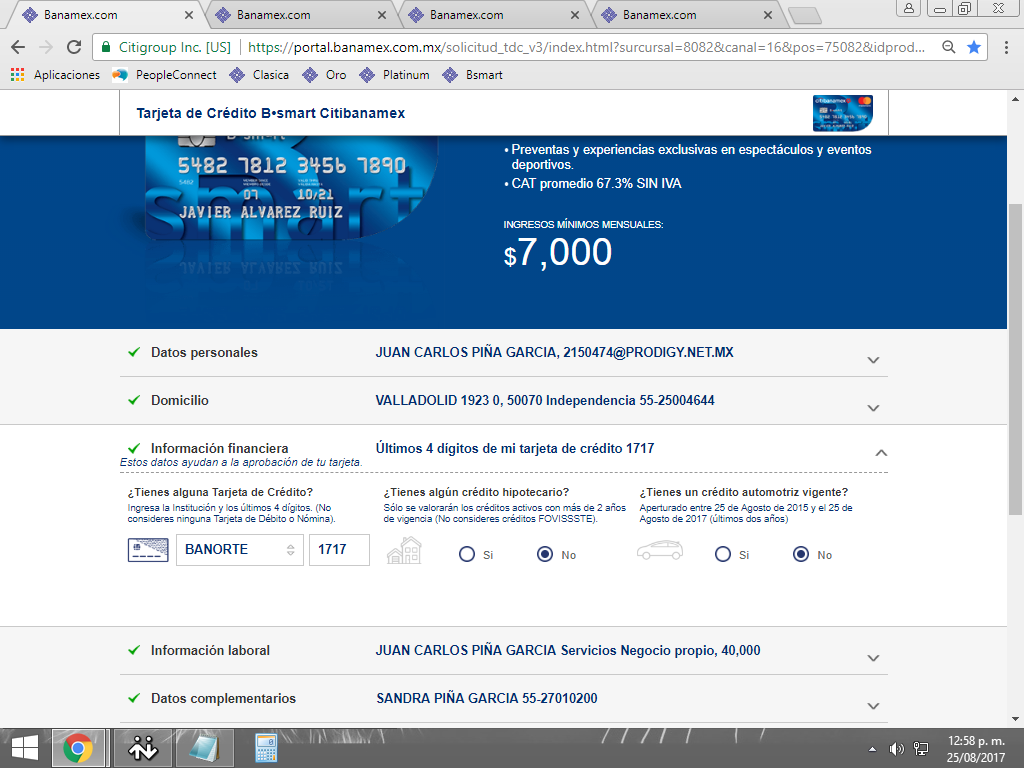 Banamex.com
Banamex.com
Banamex.com
Banamex.com
Citigroup Inc. [US]
https://portal.banamex.com.mx/solicitud_tdc_v3/index.html?surcursal=8082&canal=16&pos=75082&idprod...
Aplicaciones
PeopleConnect
Clasica
Oro
Platinum
Bsmart
Tarjeta de Crédito B•smart Citibanamex
5482 7812 3456 7890
07 10/21
JAVIER ALVAREZ RUIZ
• Preventas y experiencias exclusivas en espectáculos y eventos
deportivos.
• CAT promedio 67.3% SIN IVA
INGRESOS MÍNIMOS MENSUALES:
$7,000
Datos personales
JUAN CARLOS PIÑA GARCIA, 2150474@PRODIGY.NET.MX
Domicilio
VALLADOLID 1923 0, 50070 Independencia 55-25004644
Información financiera
Últimos 4 dígitos de mi tarjeta de crédito 1717
Estos datos ayudan a la aprobación de tu tarjeta.
¿Tienes alguna Tarjeta de Crédito?
Ingresa la Institución y los últimos 4 dígitos. (No
consideres ninguna Tarjeta de Débito o Nómina).
BANORTE
1717
¿Tienes algún crédito hipotecario?
Sólo se valorarán los créditos activos con más de 2 años
de vigencia (No consideres créditos FOVISSSTE).
Si
No
¿Tienes un crédito automotriz vigente?
Aperturado entre 25 de Agosto de 2015 y el 25 de
Agosto de 2017 (últimos dos años)
Si
No
Información laboral
JUAN CARLOS PIÑA GARCIA Servicios Negocio propio, 40,000
Datos complementarios
SANDRA PIÑA GARCIA 55-27010200
12:58 p. m.
25/08/2017